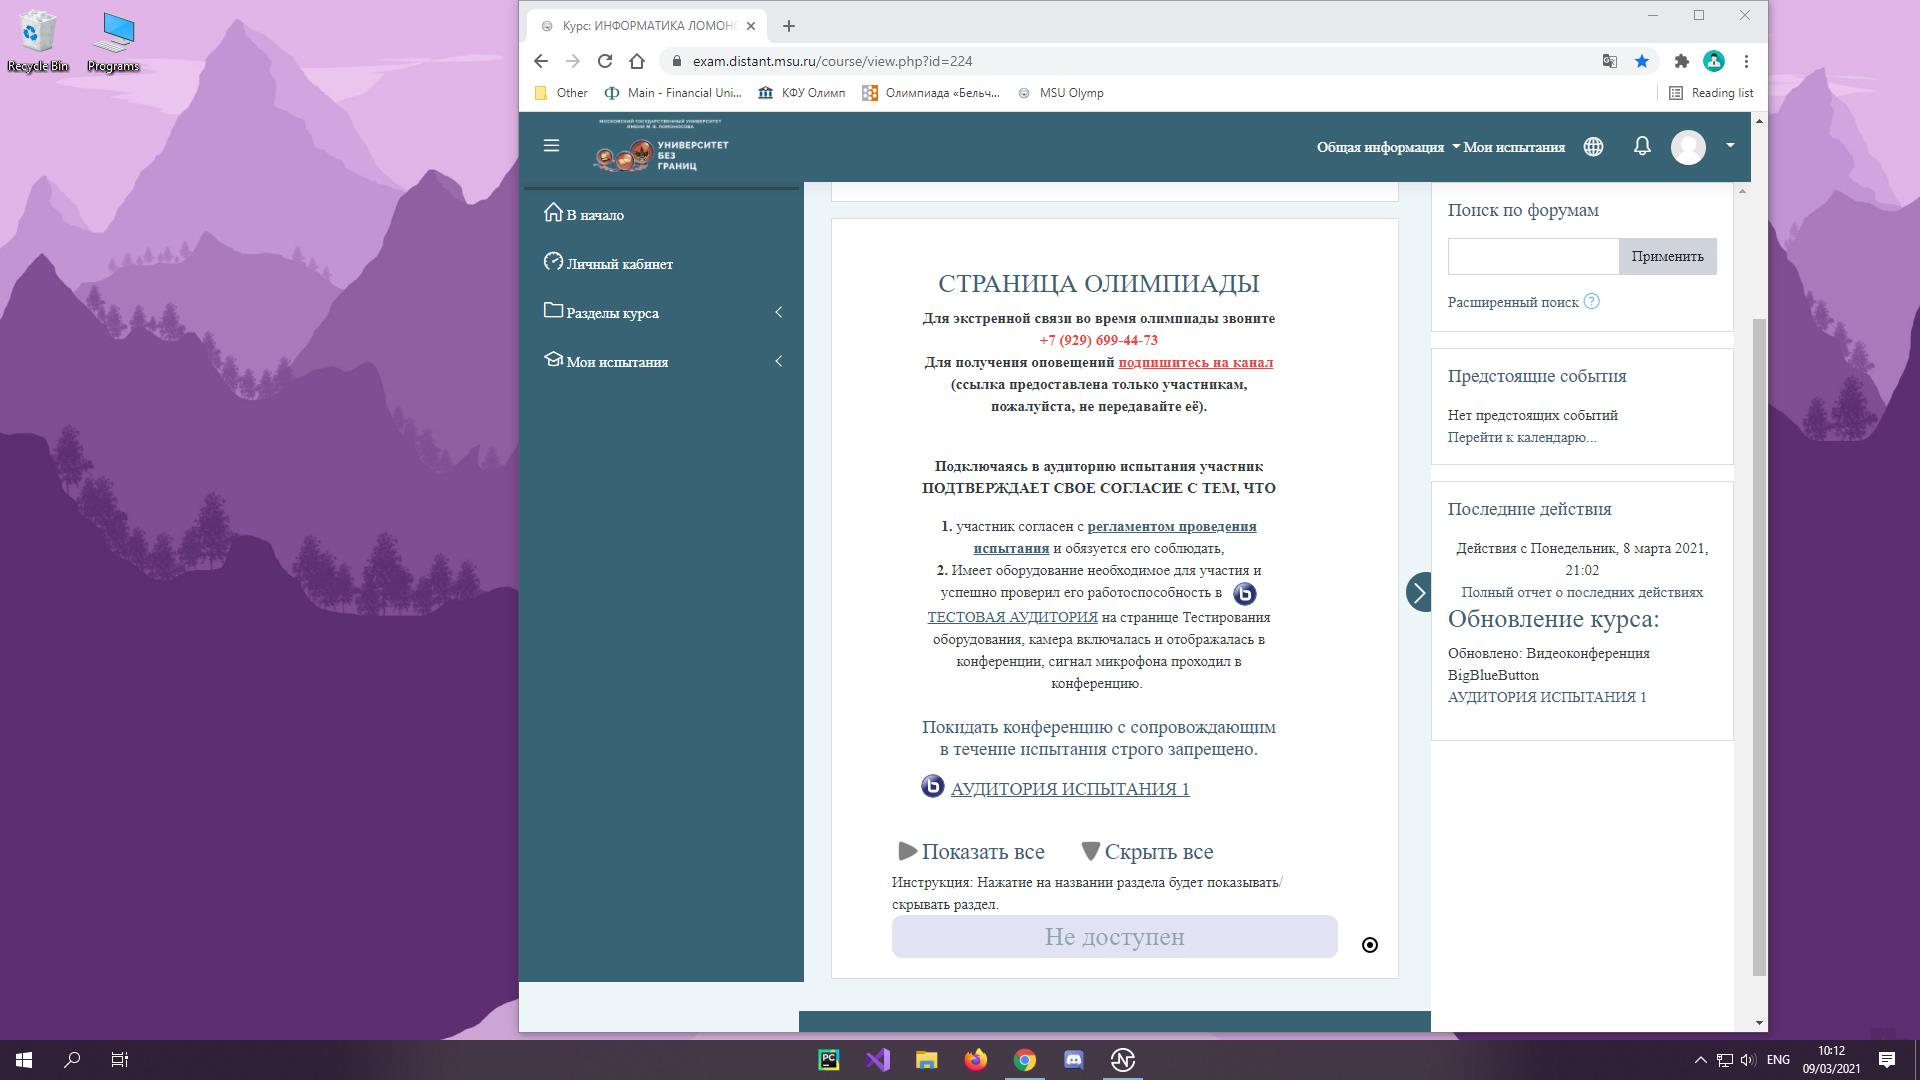 Recycle Bin
Programs
Курс: ИНФОРМАТИКА ЛОМОНО
exam.distant.msu.ru/course/view.php?id=224
Other
Main - Financial Uni...
КФУ Олимп
Олимпиада «Бельч...
MSU Olymp
Reading list
МОСКОВСКИЙ ГОСУДАРСТВЕННЫЙ УНИВЕРСИТЕТ
ИМЕНИ М. В. ЛОМОНОСОВА
УНИВЕРСИТЕТ
БЕЗ
ГРАНИЦ
Общая информация
Мои испытания
В начало
Личный кабинет
Разделы курса
Мои испытания
СТРАНИЦА ОЛИМПИАДЫ
Для экстренной связи во время олимпиады звоните
+7 (929) 699-44-73
Для получения оповещений подпишитесь на канал
(ссылка предоставлена только участникам,
пожалуйста, не передавайте её).
Подключаясь в аудиторию испытания участник
ПОДТВЕРЖДАЕТ СВОЕ СОГЛАСИЕ С ТЕМ, ЧТО
1. участник согласен с регламентом проведения
испытания и обязуется его соблюдать,
2. Имеет оборудование необходимое для участия и
успешно проверил его работоспособность в
ТЕСТОВАЯ АУДИТОРИЯ на странице Тестирования
оборудования, камера включалась и отображалась в
конференции, сигнал микрофона проходил в
конференцию.
Покидать конференцию с сопровождающим
в течение испытания строго запрещено.
АУДИТОРИЯ ИСПЫТАНИЯ 1
Показать все
Скрыть все
Инструкция: Нажатие на названии раздела будет показывать/
скрывать раздел.
Не доступен
Поиск по форумам
Применить
Расширенный поиск
Предстоящие события
Нет предстоящих событий
Перейти к календарю...
Последние действия
Действия с Понедельник, 8 марта 2021,
21:02
Полный отчет о последних действиях
Обновление курса:
Обновлено: Видеоконференция
BigBlueButton
АУДИТОРИЯ ИСПЫТАНИЯ 1
PC
ENG
10:12
09/03/2021